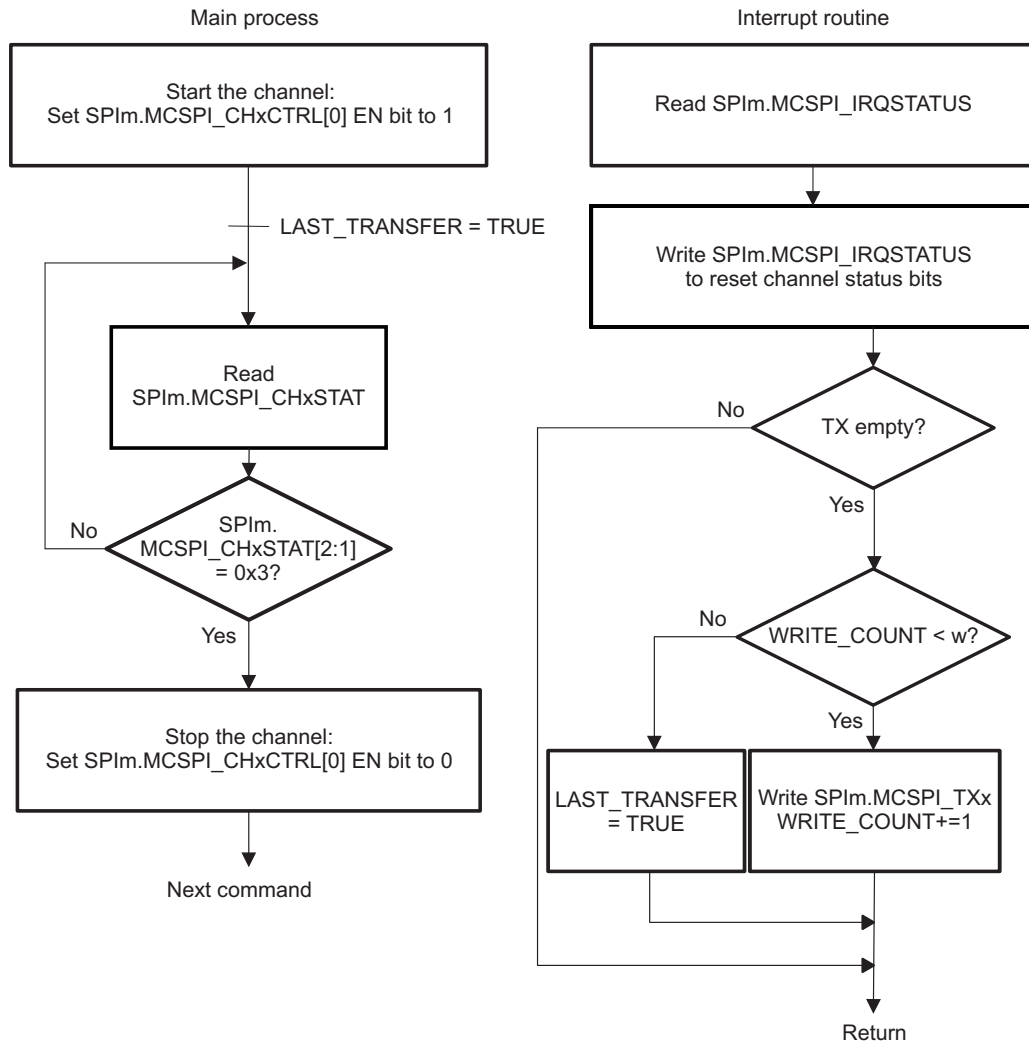 Main process
Start the channel:
Set SPIm.MCSPI_CHxCTRL[0] EN bit to 1
LAST_TRANSFER = TRUE
Read
SPIm.MCSPI_CHxSTAT
No
SPIm.
MCSPI_CHxSTAT[2:1]
= 0x3?
Yes
Stop the channel:
Set SPIm.MCSPI_CHxCTRL[0] EN bit to 0
Next command
Interrupt routine
Read SPIm.MCSPI_IRQSTATUS
Write SPIm.MCSPI_IRQSTATUS
to reset channel status bits
No
TX empty?
Yes
No
WRITE_COUNT < w?
Yes
LAST_TRANSFER
= TRUE
Write SPIm.MCSPI_TXx
WRITE_COUNT+=1
Return